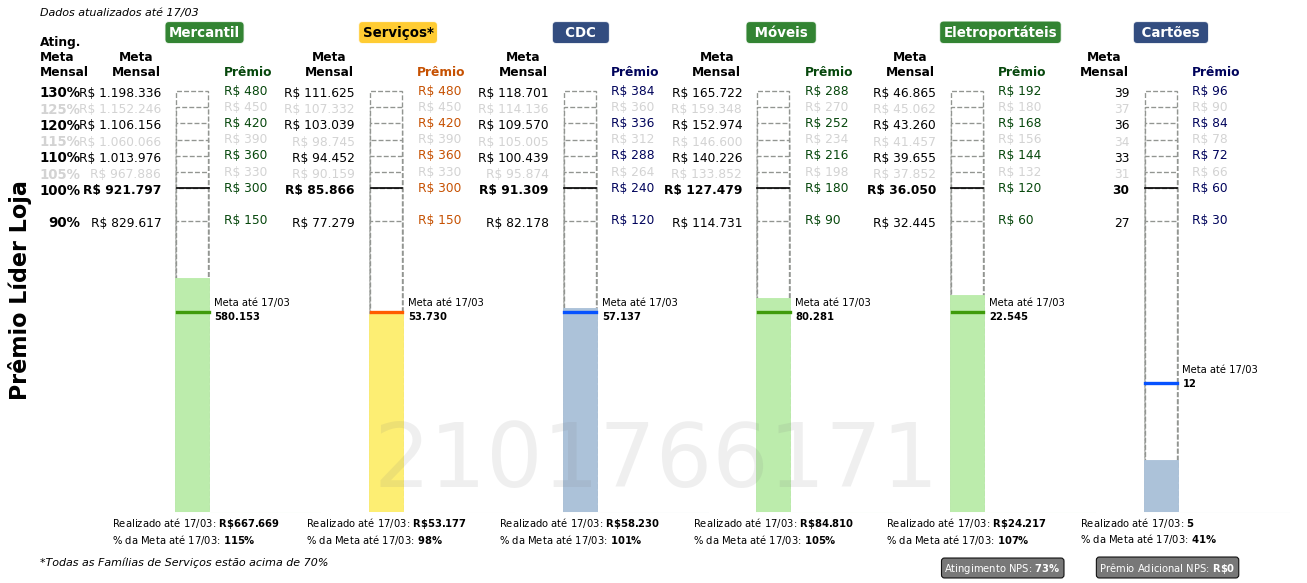 Dados atualizados até 17/03
Mercantil Serviços* CDC Móveis Eletroportáteis Cartões
Ating. Meta Mensal Meta Mensal Prêmio Meta Mensal Prêmio Meta Mensal Prêmio Meta Mensal Prêmio Meta Mensal Prêmio Meta Mensal Prêmio
130% R$ 1.198.336 R$ 480 R$ 111.625 R$ 480 R$ 118.701 R$ 384 R$ 165.722 R$ 288 R$ 46.865 R$ 192 39 R$ 96
125% R$ 1.152.246 R$ 450 R$ 107.332 R$ 450 R$ 114.136 R$ 360 R$ 159.348 R$ 270 R$ 45.062 R$ 180 37 R$ 90
120% R$ 1.106.156 R$ 420 R$ 103.039 R$ 420 R$ 109.570 R$ 336 R$ 152.974 R$ 252 R$ 43.260 R$ 168 36 R$ 84
115% R$ 1.060.066 R$ 390 R$ 98.745 R$ 390 R$ 105.005 R$ 312 R$ 146.600 R$ 234 R$ 41.457 R$ 156 34 R$ 78
110% R$ 1.013.976 R$ 360 R$ 94.452 R$ 360 R$ 100.439 R$ 288 R$ 140.226 R$ 216 R$ 39.655 R$ 144 33 R$ 72
105% R$ 967.886 R$ 330 R$ 90.159 R$ 330 R$ 95.874 R$ 264 R$ 133.852 R$ 198 R$ 37.852 R$ 132 31 R$ 66
100% R$ 921.797 R$ 300 R$ 85.866 R$ 300 R$ 91.309 R$ 240 R$ 127.479 R$ 180 R$ 36.050 R$ 120 30 R$ 60
90% R$ 829.617 R$ 150 R$ 77.279 R$ 150 R$ 82.178 R$ 120 R$ 114.731 R$ 90 R$ 32.445 R$ 60 27 R$ 30
Prêmio Líder Loja
Meta até 17/03 Meta até 17/03 Meta até 17/03 Meta até 17/03 Meta até 17/03
580.153 53.730 57.137 80.281 22.545
Meta até 17/03
12
2101766171
Realizado até 17/03: R$667.669 Realizado até 17/03: R$53.177 Realizado até 17/03: R$58.230 Realizado até 17/03: R$84.810 Realizado até 17/03: R$24.217 Realizado até 17/03: 5
% da Meta até 17/03: 115% % da Meta até 17/03: 98% % da Meta até 17/03: 101% % da Meta até 17/03: 105% % da Meta até 17/03: 107% % da Meta até 17/03: 41%
*Todas as Famílias de Serviços estão acima de 70%
Atingimento NPS: 73% Prêmio Adicional NPS: R$0